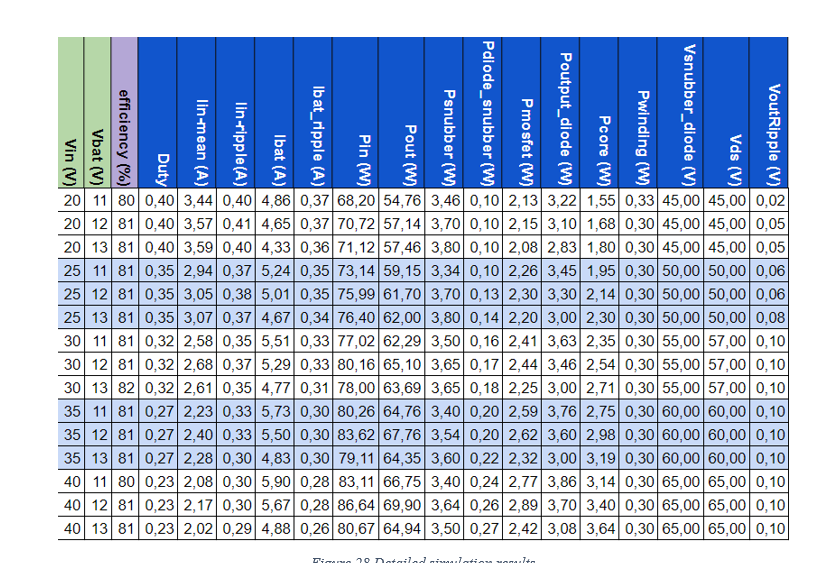 Vin (V) Vbat (V) efficiency (%) Duty Iin-mean (A) Iin-ripple(A) Ibat (A) Ibat_ripple (A) Pin (W) Pout (W) Psnubber (W) Pdiode_snubber (W) Pmosfet (W) Poutput_diode (W) Pcore (W) Pwinding (W) Vsnubber_diode (V) Vds (V) VoutRipple (V)
20 11 80 0,40 3,44 0,40 4,86 0,37 68,20 54,76 3,46 0,10 2,13 3,22 1,55 0,33 45,00 45,00 0,02
20 12 81 0,40 3,57 0,41 4,65 0,37 70,72 57,14 3,70 0,10 2,15 3,10 1,68 0,30 45,00 45,00 0,05
20 13 81 0,40 3,59 0,40 4,33 0,36 71,12 57,46 3,80 0,10 2,08 2,83 1,80 0,30 45,00 45,00 0,05
25 11 81 0,35 2,94 0,37 5,24 0,35 73,14 59,15 3,34 0,10 2,26 3,45 1,95 0,30 50,00 50,00 0,06
25 12 81 0,35 3,05 0,38 5,01 0,35 75,99 61,70 3,70 0,13 2,30 3,30 2,14 0,30 50,00 50,00 0,06
25 13 81 0,35 3,07 0,37 4,67 0,34 76,40 62,00 3,80 0,14 2,20 3,00 2,30 0,30 50,00 50,00 0,08
30 11 81 0,32 2,58 0,35 5,51 0,33 77,02 62,29 3,50 0,16 2,41 3,63 2,35 0,30 55,00 57,00 0,10
30 12 81 0,32 2,68 0,37 5,29 0,33 80,16 65,10 3,65 0,17 2,44 3,46 2,54 0,30 55,00 57,00 0,10
30 13 82 0,32 2,61 0,35 4,77 0,31 78,00 63,69 3,65 0,18 2,25 3,00 2,71 0,30 55,00 57,00 0,10
35 11 81 0,27 2,23 0,33 5,73 0,30 80,26 64,76 3,40 0,20 2,59 3,76 2,75 0,30 60,00 60,00 0,10
35 12 81 0,27 2,40 0,33 5,50 0,30 83,62 67,76 3,54 0,20 2,62 3,60 2,98 0,30 60,00 60,00 0,10
35 13 81 0,27 2,28 0,30 4,83 0,30 79,11 64,35 3,60 0,22 2,32 3,00 3,19 0,30 60,00 60,00 0,10
40 11 80 0,23 2,08 0,30 5,90 0,28 83,11 66,75 3,40 0,24 2,77 3,86 3,14 0,30 65,00 65,00 0,10
40 12 81 0,23 2,17 0,30 5,67 0,28 86,64 69,90 3,64 0,26 2,89 3,70 3,40 0,30 65,00 65,00 0,10
40 13 81 0,23 2,02 0,29 4,88 0,26 80,67 64,94 3,50 0,27 2,42 3,08 3,64 0,30 65,00 65,00 0,10
Figure 28 Detailed simulation results